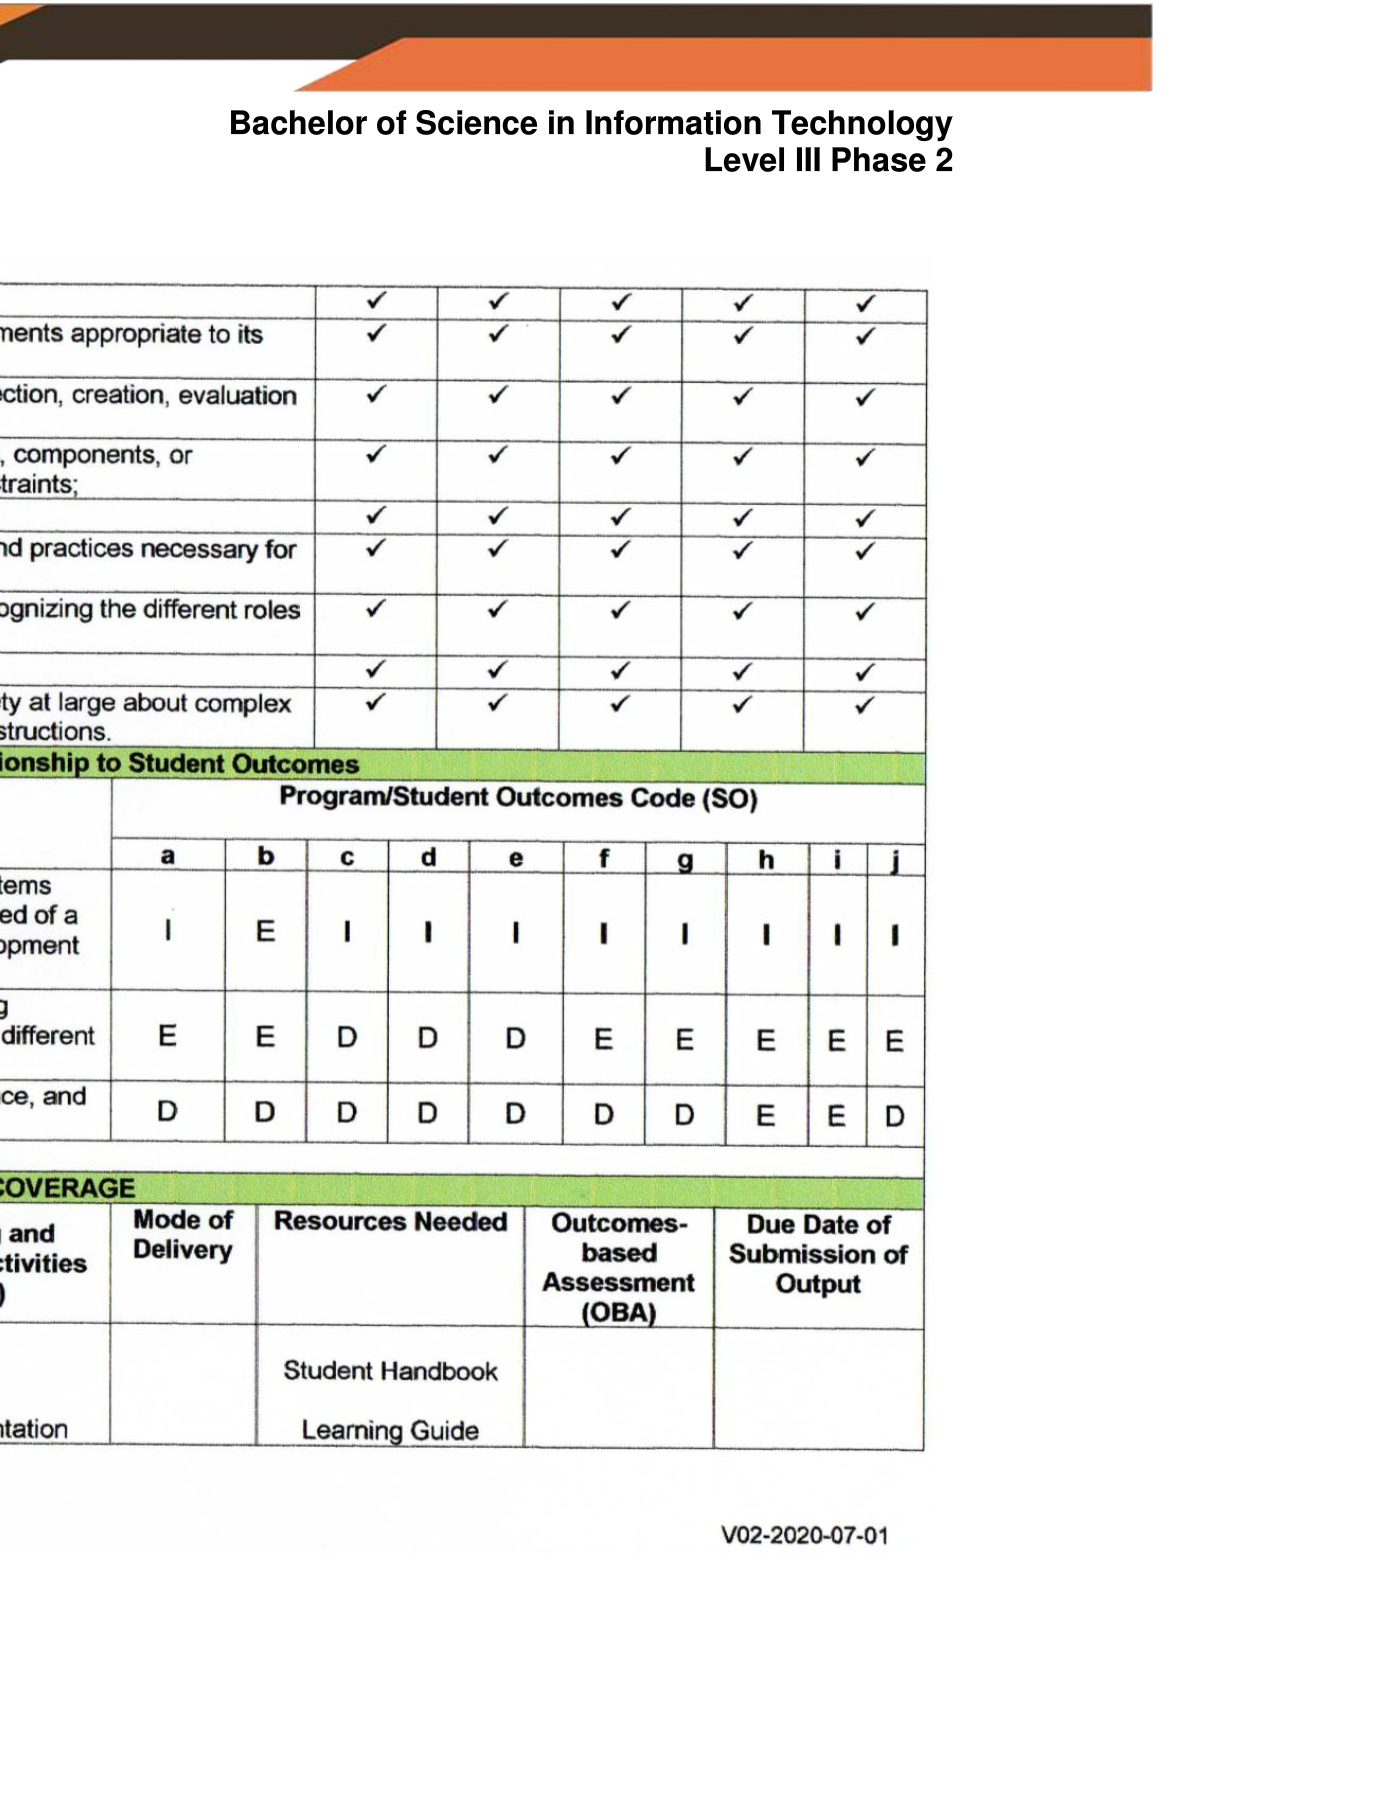 Bachelor of Science in Information Technology
Level III Phase 2
✓ ✓ ✓ ✓ ✓
ments appropriate to its ✓ ✓ ✓ ✓ ✓
ction, creation, evaluation ✓ ✓ ✓ ✓ ✓
, components, or ✓ ✓ ✓ ✓ ✓
traints;
✓ ✓ ✓ ✓ ✓
nd practices necessary for ✓ ✓ ✓ ✓ ✓
ognizing the different roles ✓ ✓ ✓ ✓ ✓
✓ ✓ ✓ ✓ ✓
ty at large about complex ✓ ✓ ✓ ✓ ✓
structions.
ionship to Student Outcomes
Program/Student Outcomes Code (SO)
a b c d e f g h i j
tems
ed of a
opment
I E I I I I I I I I
g
different
E E D D D E E E E E
ce, and
D D D D D D D E E D
COVERAGE
and
ctivities
)
Mode of
Delivery
Resources Needed
Outcomes-
based
Assessment
(OBA)
Due Date of
Submission of
Output
ntation
Student Handbook
Learning Guide
V02-2020-07-01